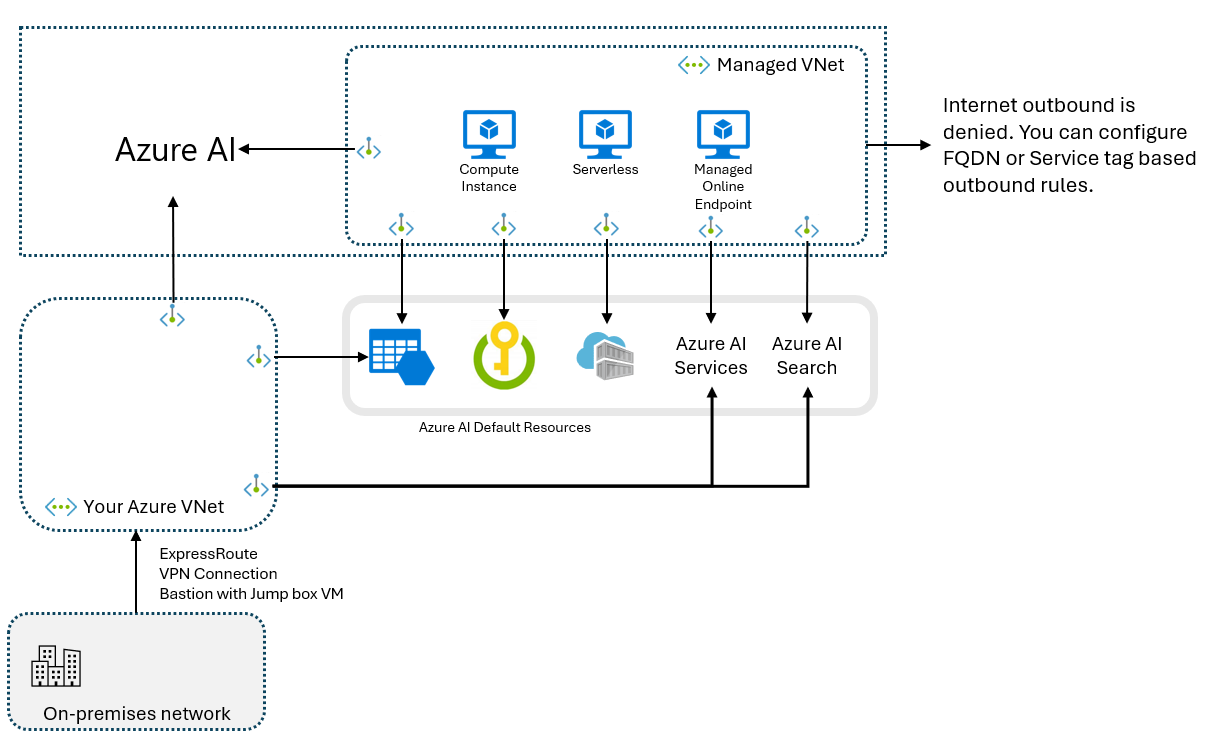 Managed VNet
Azure AI
Compute
Instance
Serverless
Managed
Online
Endpoint
Internet outbound is
denied. You can configure
FQDN or Service tag based
outbound rules.
Azure AI
Services
Azure AI
Search
Azure AI Default Resources
Your Azure VNet
ExpressRoute
VPN Connection
Bastion with Jump box VM
On-premises network